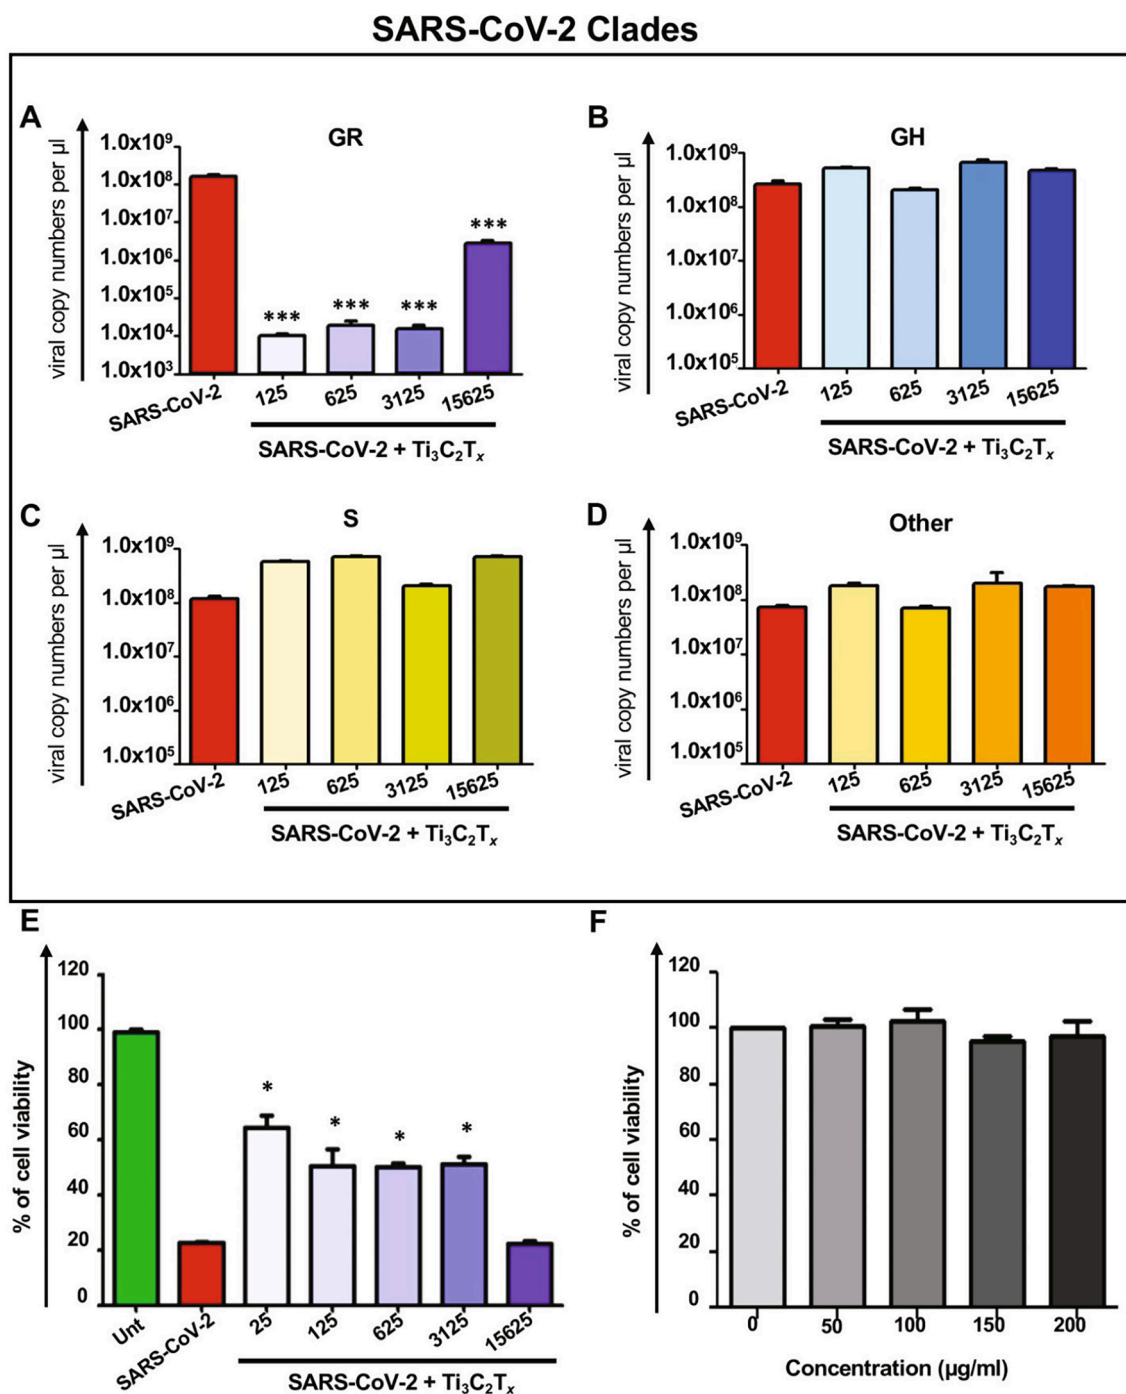 SARS-CoV-2 Clades
A
GR
viral copy numbers per µl
1.0x10⁹
1.0x10⁸
1.0x10⁷
1.0x10⁶
1.0x10⁵
1.0x10⁴
1.0x10³
***
***
***
***
SARS-CoV-2
125
625
3125
15625
SARS-CoV-2 + Ti₃C₂Tₓ
B
GH
viral copy numbers per µl
1.0x10⁹
1.0x10⁸
1.0x10⁷
1.0x10⁶
1.0x10⁵
SARS-CoV-2
125
625
3125
15625
SARS-CoV-2 + Ti₃C₂Tₓ
C
S
viral copy numbers per µl
1.0x10⁹
1.0x10⁸
1.0x10⁷
1.0x10⁶
1.0x10⁵
SARS-CoV-2
125
625
3125
15625
SARS-CoV-2 + Ti₃C₂Tₓ
D
Other
viral copy numbers per µl
1.0x10⁹
1.0x10⁸
1.0x10⁷
1.0x10⁶
1.0x10⁵
SARS-CoV-2
125
625
3125
15625
SARS-CoV-2 + Ti₃C₂Tₓ
E
% of cell viability
120
100
80
60
40
20
0
*
*
*
*
Unt
SARS-CoV-2
25
125
625
3125
15625
SARS-CoV-2 + Ti₃C₂Tₓ
F
% of cell viability
120
100
80
60
40
20
0
0
50
100
150
200
Concentration (µg/ml)